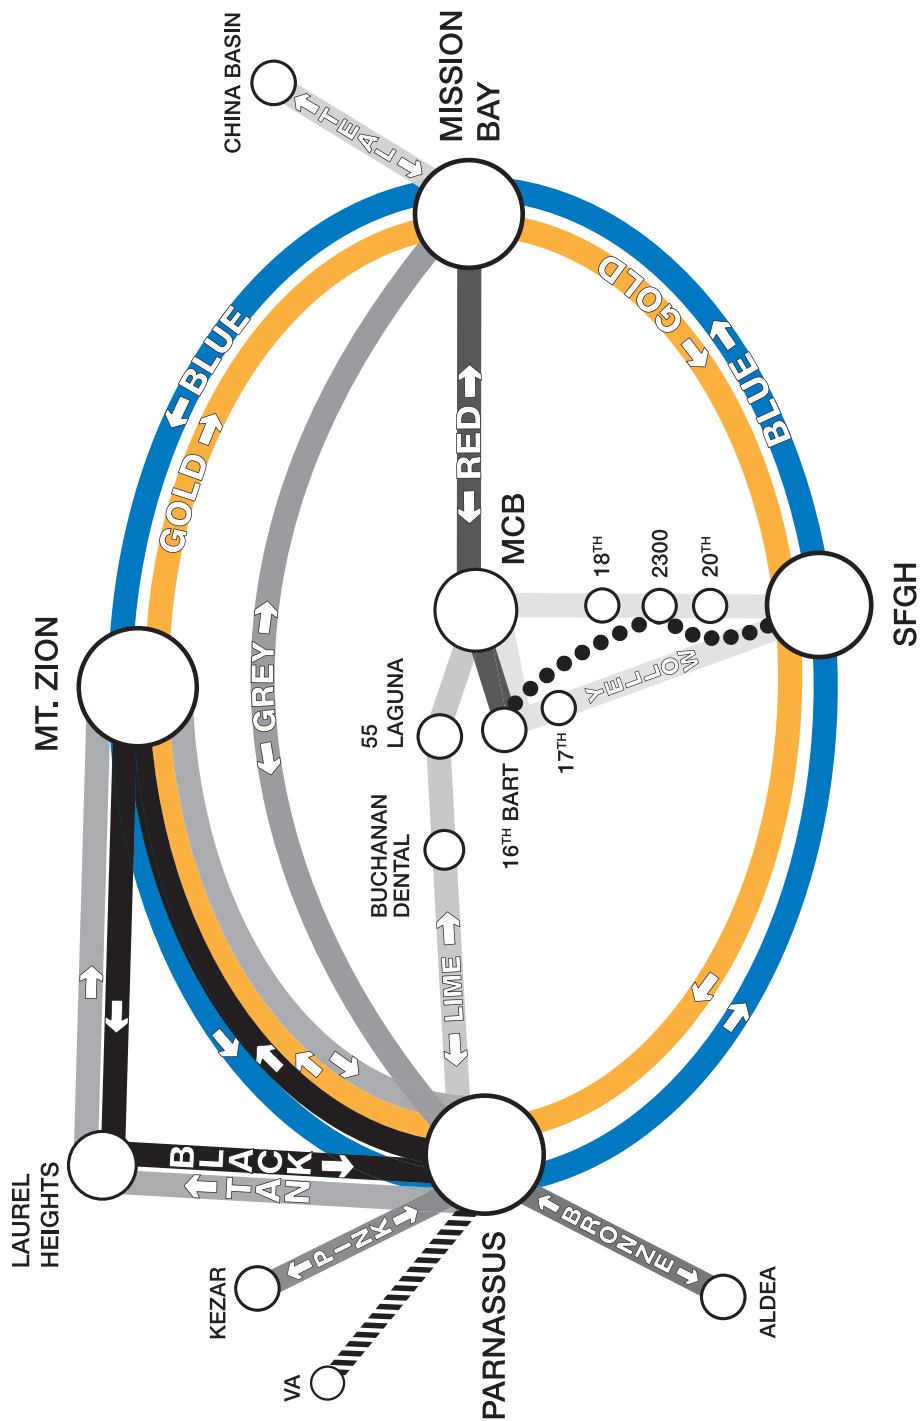 LAUREL
HEIGHTS
MT. ZION
CHINA BASIN
KEZAR
VA
PARNASSUS
ALDEA
BUCHANAN
DENTAL
55
LAGUNA
16TH BART
17TH
MCB
18TH
2300
20TH
SFGH
MISSION
BAY
BLACK
TAN
PINK
BRONZE
LIME
GREY
GOLD
BLUE
TEAL
RED
YELLOW
GOLD
BLUE